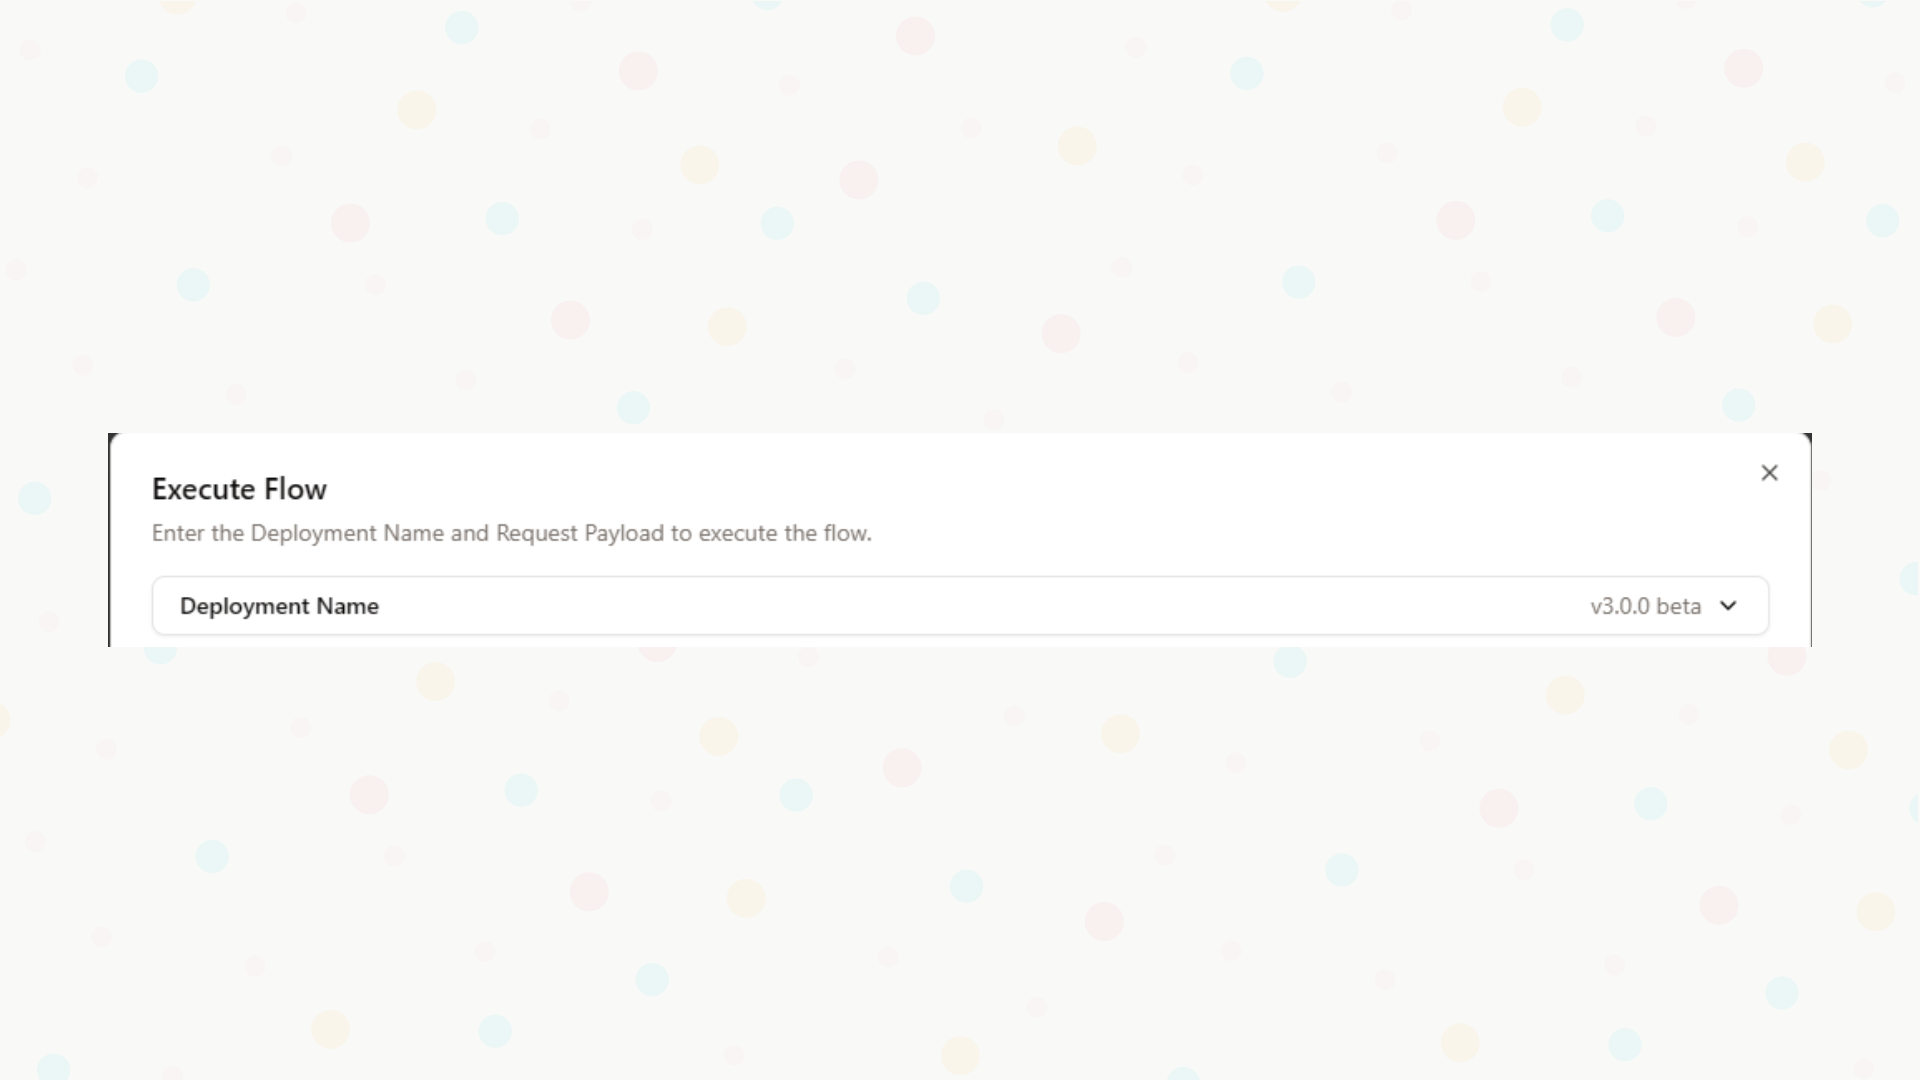 Execute Flow
Enter the Deployment Name and Request Payload to execute the flow.
Deployment Name v3.0.0 beta